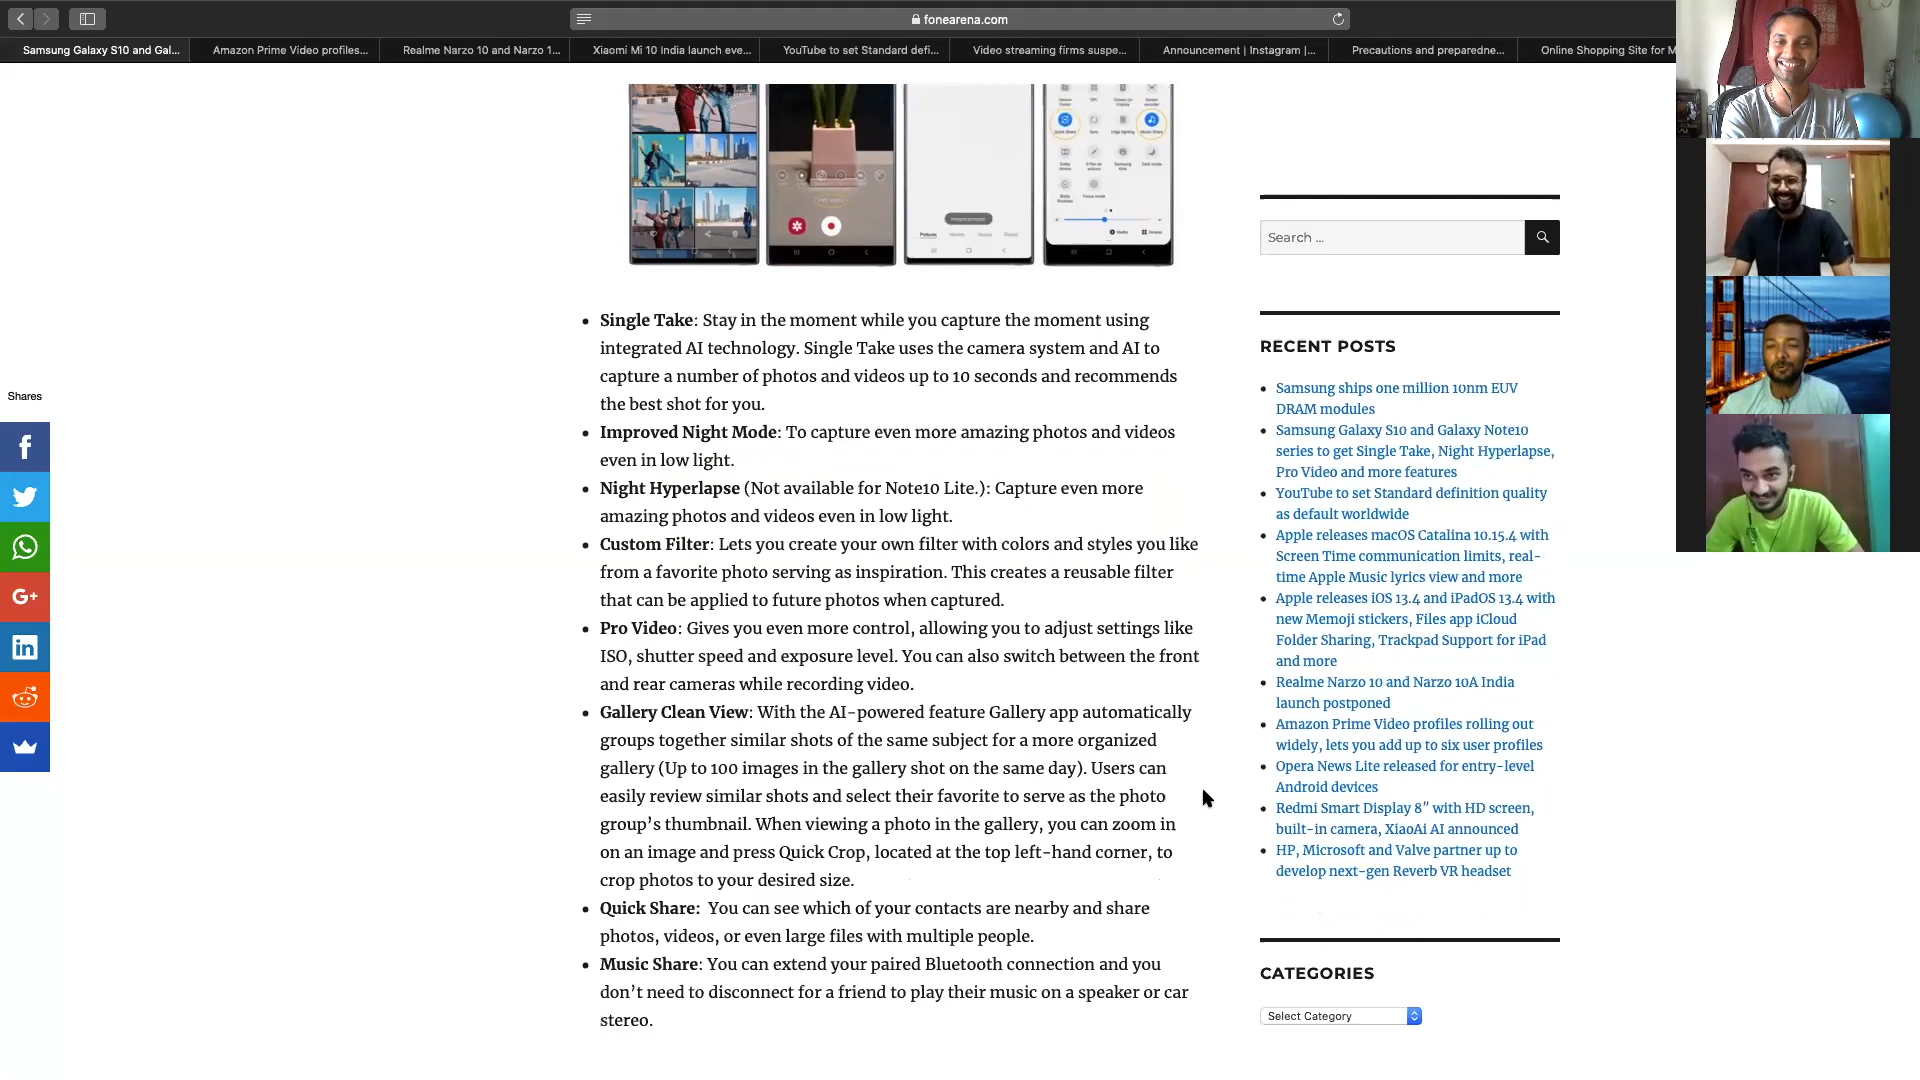 fonearena.com
Samsung Galaxy S10 and Gal...
Amazon Prime Video profiles...
Realme Narzo 10 and Narzo 1...
Xiaomi Mi 10 India launch eve...
YouTube to set Standard defi...
Video streaming firms suspe...
Announcement | Instagram |...
Precautions and preparedne...
Online Shopping Site for M
Quick Share
Music Share
Shares
Single Take: Stay in the moment while you capture the moment using
integrated AI technology. Single Take uses the camera system and AI to
capture a number of photos and videos up to 10 seconds and recommends
the best shot for you.
Improved Night Mode: To capture even more amazing photos and videos
even in low light.
Night Hyperlapse (Not available for Note10 Lite.): Capture even more
amazing photos and videos even in low light.
Custom Filter: Lets you create your own filter with colors and styles you like
from a favorite photo serving as inspiration. This creates a reusable filter
that can be applied to future photos when captured.
Pro Video: Gives you even more control, allowing you to adjust settings like
ISO, shutter speed and exposure level. You can also switch between the front
and rear cameras while recording video.
Gallery Clean View: With the AI-powered feature Gallery app automatically
groups together similar shots of the same subject for a more organized
gallery (Up to 100 images in the gallery shot on the same day). Users can
easily review similar shots and select their favorite to serve as the photo
group’s thumbnail. When viewing a photo in the gallery, you can zoom in
on an image and press Quick Crop, located at the top left-hand corner, to
crop photos to your desired size.
Quick Share: You can see which of your contacts are nearby and share
photos, videos, or even large files with multiple people.
Music Share: You can extend your paired Bluetooth connection and you
don’t need to disconnect for a friend to play their music on a speaker or car
stereo.
Search ...
RECENT POSTS
Samsung ships one million 10nm EUV
DRAM modules
Samsung Galaxy S10 and Galaxy Note10
series to get Single Take, Night Hyperlapse,
Pro Video and more features
YouTube to set Standard definition quality
as default worldwide
Apple releases macOS Catalina 10.15.4 with
Screen Time communication limits, real-
time Apple Music lyrics view and more
Apple releases iOS 13.4 and iPadOS 13.4 with
new Memoji stickers, Files app iCloud
Folder Sharing, Trackpad Support for iPad
and more
Realme Narzo 10 and Narzo 10A India
launch postponed
Amazon Prime Video profiles rolling out
widely, lets you add up to six user profiles
Opera News Lite released for entry-level
Android devices
Redmi Smart Display 8″ with HD screen,
built-in camera, XiaoAi AI announced
HP, Microsoft and Valve partner up to
develop next-gen Reverb VR headset
CATEGORIES
Select Category